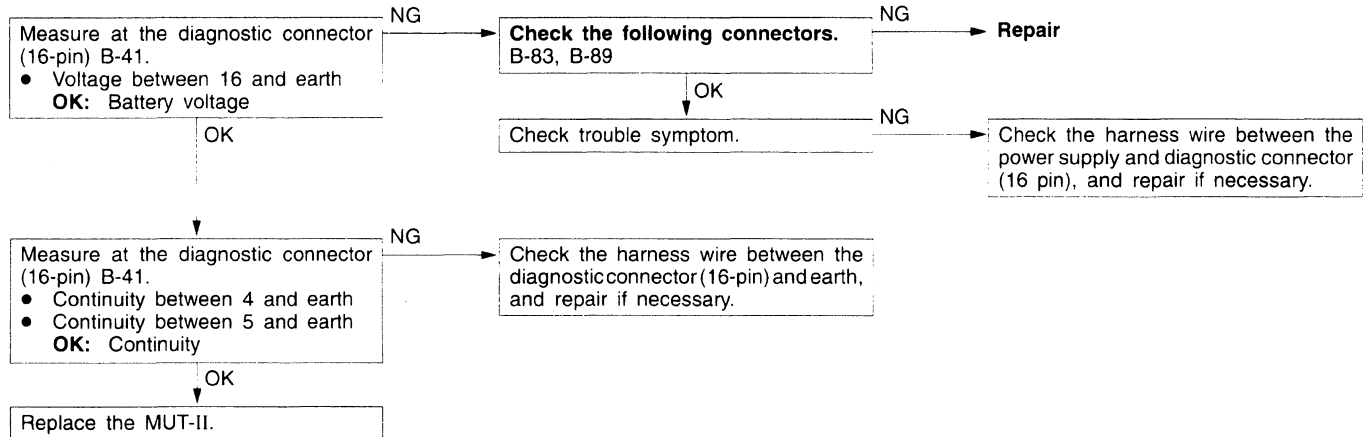 Measure at the diagnostic connector
(16-pin) B-41.
● Voltage between 16 and earth
OK: Battery voltage
NG
Check the following connectors.
B-83, B-89
NG
Repair
OK
OK
Check trouble symptom.
NG
Check the harness wire between the
power supply and diagnostic connector
(16 pin), and repair if necessary.
Measure at the diagnostic connector
(16-pin) B-41.
● Continuity between 4 and earth
● Continuity between 5 and earth
OK: Continuity
NG
Check the harness wire between the
diagnostic connector (16-pin) and earth,
and repair if necessary.
OK
Replace the MUT-II.